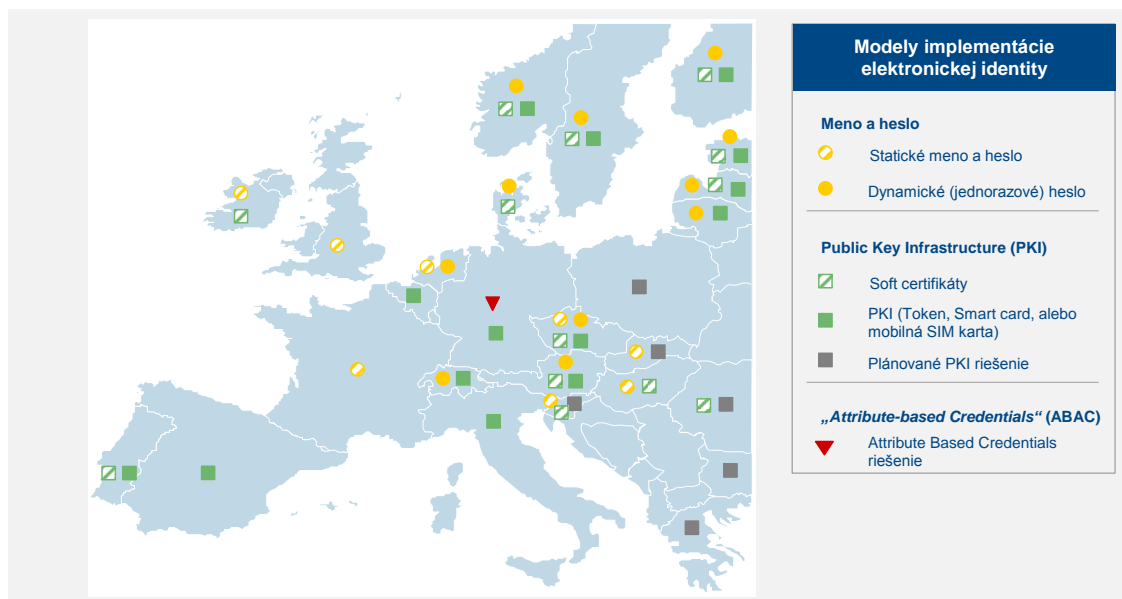 Modely implementácie
elektronickej identity
Meno a heslo
Statické meno a heslo
Dynamické (jednorazové) heslo
Public Key Infrastructure (PKI)
Soft certifikáty
PKI (Token, Smart card, alebo
mobilná SIM karta)
Plánované PKI riešenie
„Attribute-based Credentials“ (ABAC)
Attribute Based Credentials
riešenie